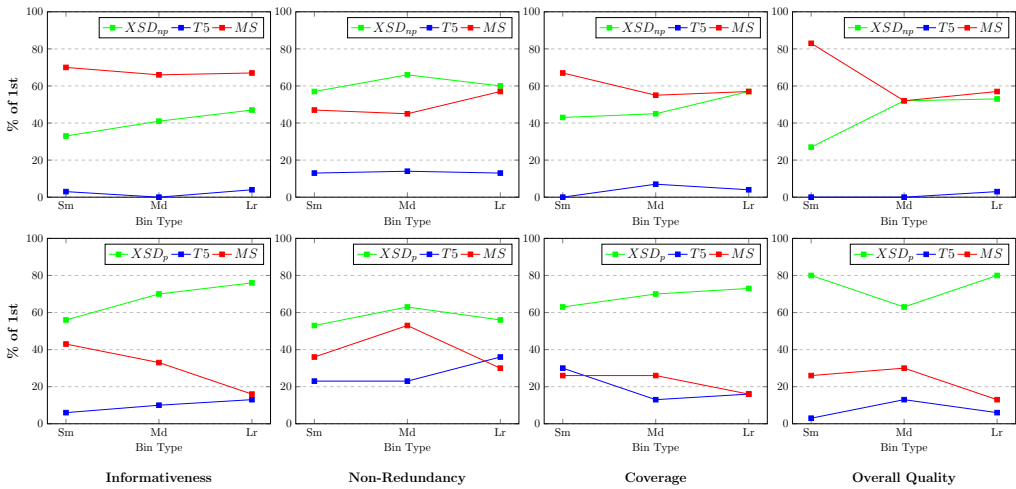 100
80
60
40
20
0
% of 1st
XSD_np T5 MS
Sm Md Lr
Bin Type
100
80
60
40
20
0
XSD_np T5 MS
Sm Md Lr
Bin Type
100
80
60
40
20
0
XSD_np T5 MS
Sm Md Lr
Bin Type
100
80
60
40
20
0
XSD_np T5 MS
Sm Md Lr
Bin Type
100
80
60
40
20
0
% of 1st
XSD_p T5 MS
Sm Md Lr
Bin Type
100
80
60
40
20
0
XSD_p T5 MS
Sm Md Lr
Bin Type
100
80
60
40
20
0
XSD_p T5 MS
Sm Md Lr
Bin Type
100
80
60
40
20
0
XSD_p T5 MS
Sm Md Lr
Bin Type
Informativeness
Non-Redundancy
Coverage
Overall Quality